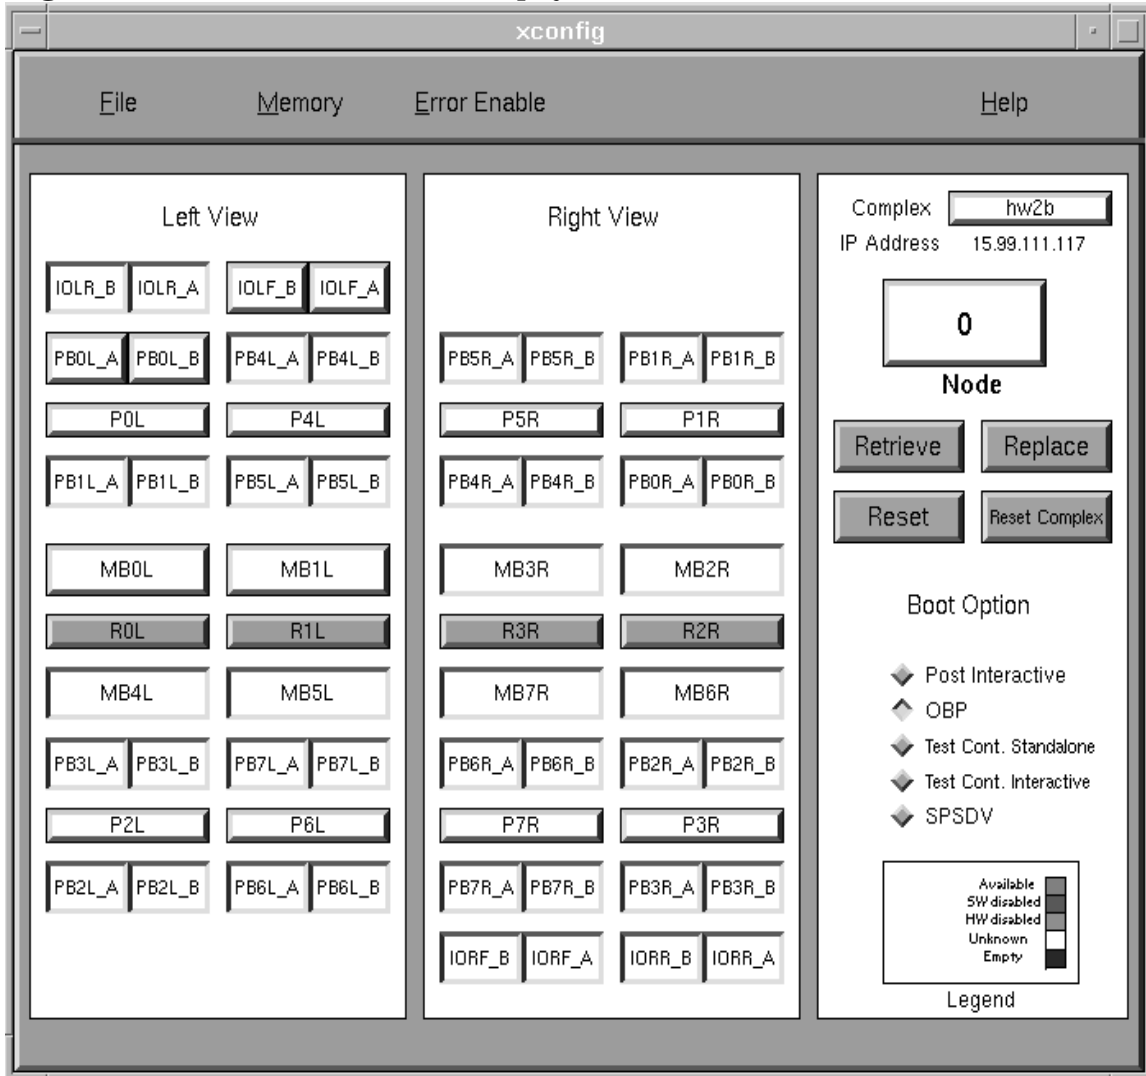 xconfig
File Memory Error Enable Help
Left View
IOLR_B IOLR_A IOLF_B IOLF_A
PB0L_A PB0L_B PB4L_A PB4L_B
P0L P4L
PB1L_A PB1L_B PB5L_A PB5L_B
MB0L MB1L
R0L R1L
MB4L MB5L
PB3L_A PB3L_B PB7L_A PB7L_B
P2L P6L
PB2L_A PB2L_B PB6L_A PB6L_B
Right View
PB5R_A PB5R_B PB1R_A PB1R_B
P5R P1R
PB4R_A PB4R_B PB0R_A PB0R_B
MB3R MB2R
R3R R2R
MB7R MB6R
PB6R_A PB6R_B PB2R_A PB2R_B
P7R P3R
PB7R_A PB7R_B PB3R_A PB3R_B
IORF_B IORF_A IORR_B IORR_A
Complex hw2b
IP Address 15.99.111.117
0
Node
Retrieve Replace
Reset Reset Complex
Boot Option
Post Interactive
OBP
Test Cont. Standalone
Test Cont. Interactive
SPSDV
Available
SW disabled
HW disabled
Unknown
Empty
Legend